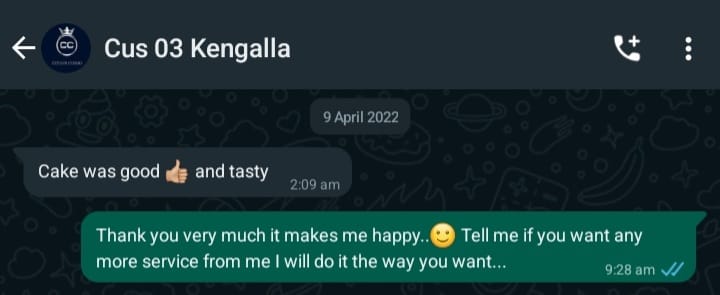 Cus 03 Kengalla
9 April 2022
Cake was good 👍🏼 and tasty
2:09 am
Thank you very much it makes me happy..🙂 Tell me if you want any
more service from me I will do it the way you want...
9:28 am